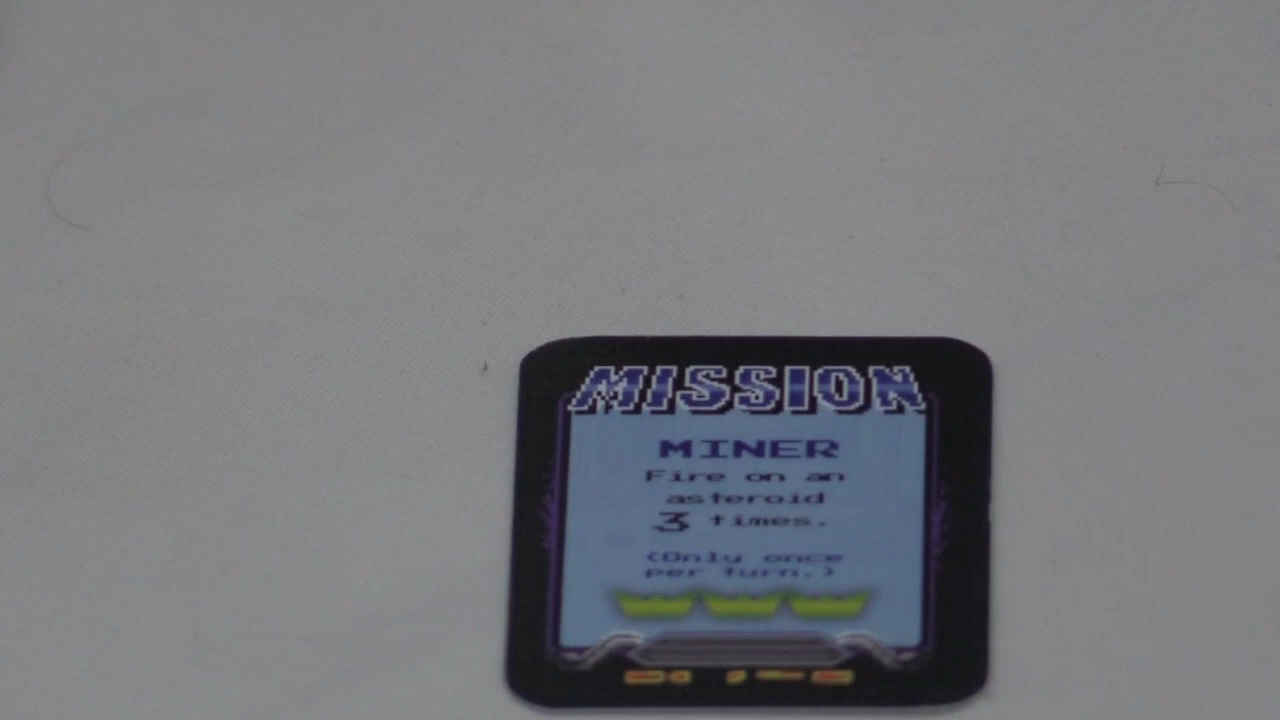 MISSION
MINER
Fire on an
asteroid
3 times.
(Only once
per turn.)